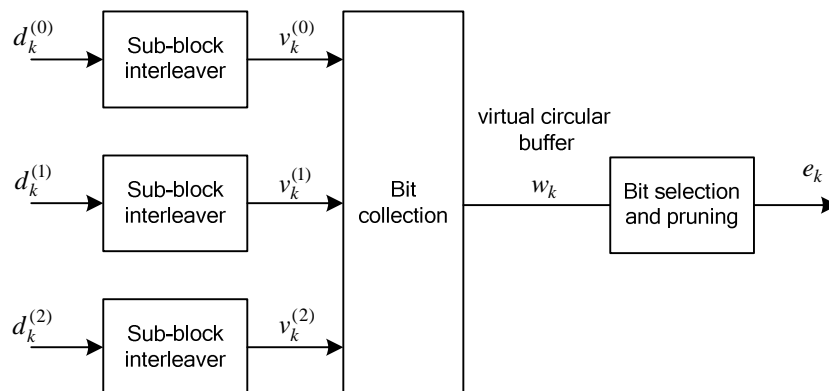 d_k^{(0)}
Sub-block
interleaver
v_k^{(0)}
d_k^{(1)}
Sub-block
interleaver
v_k^{(1)}
d_k^{(2)}
Sub-block
interleaver
v_k^{(2)}
Bit
collection
virtual circular
buffer
w_k
Bit selection
and pruning
e_k